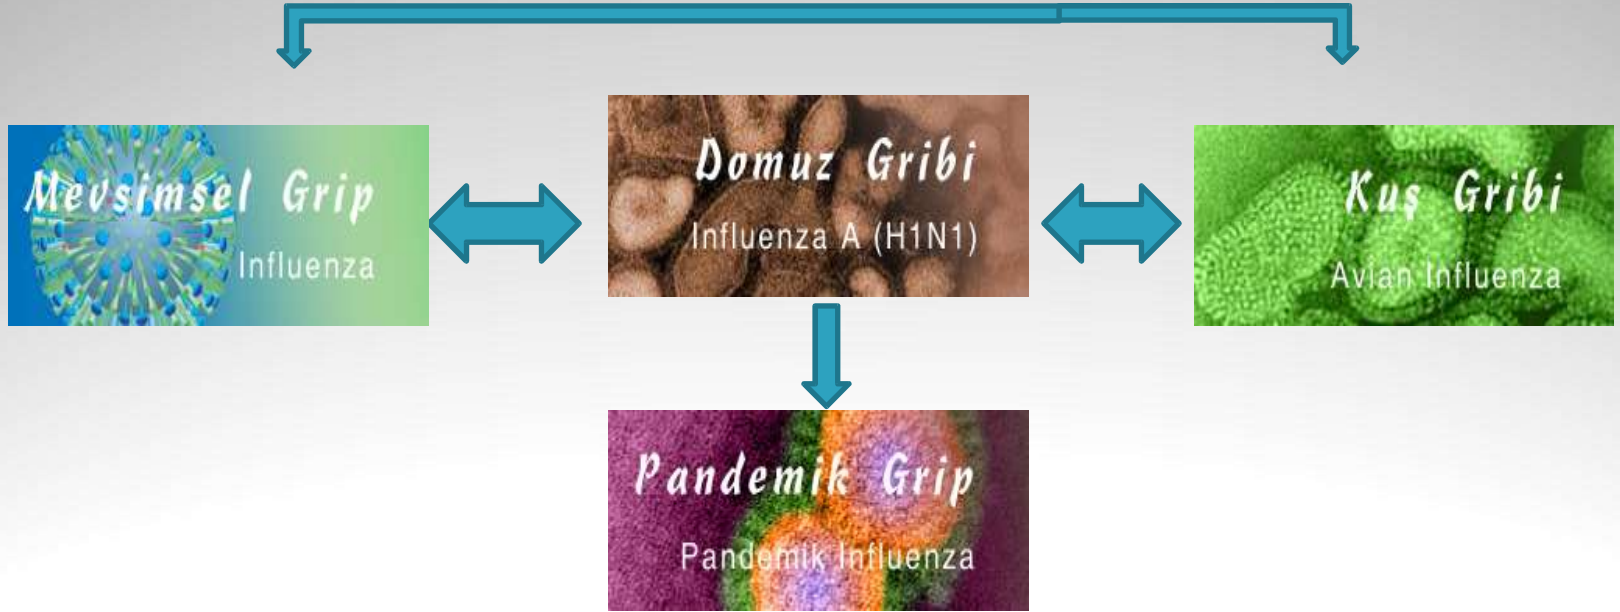 Mevsimsel Grip
Influenza
Domuz Gribi
Influenza A (H1N1)
Kuş Gribi
Avian Influenza
Pandemik Grip
Pandemik Influenza